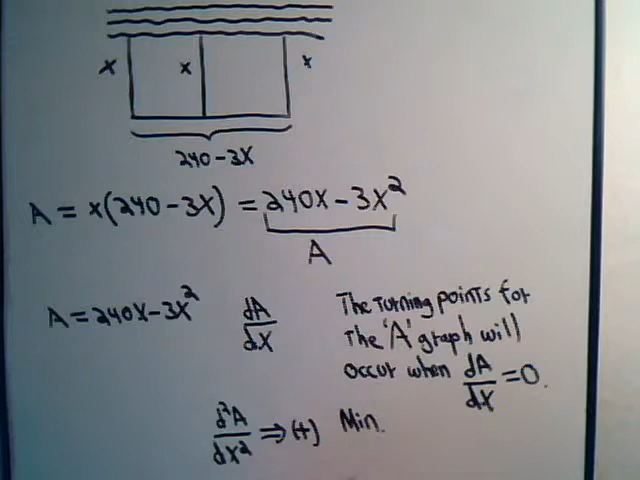 x x x
240-3x
A = x(240-3x) = 240x-3x²
A
A = 240x-3x² dA/dx
The turning points for
the 'A' graph will
occur when dA/dx = 0.
d²A/dx² ⇒ (+) Min.